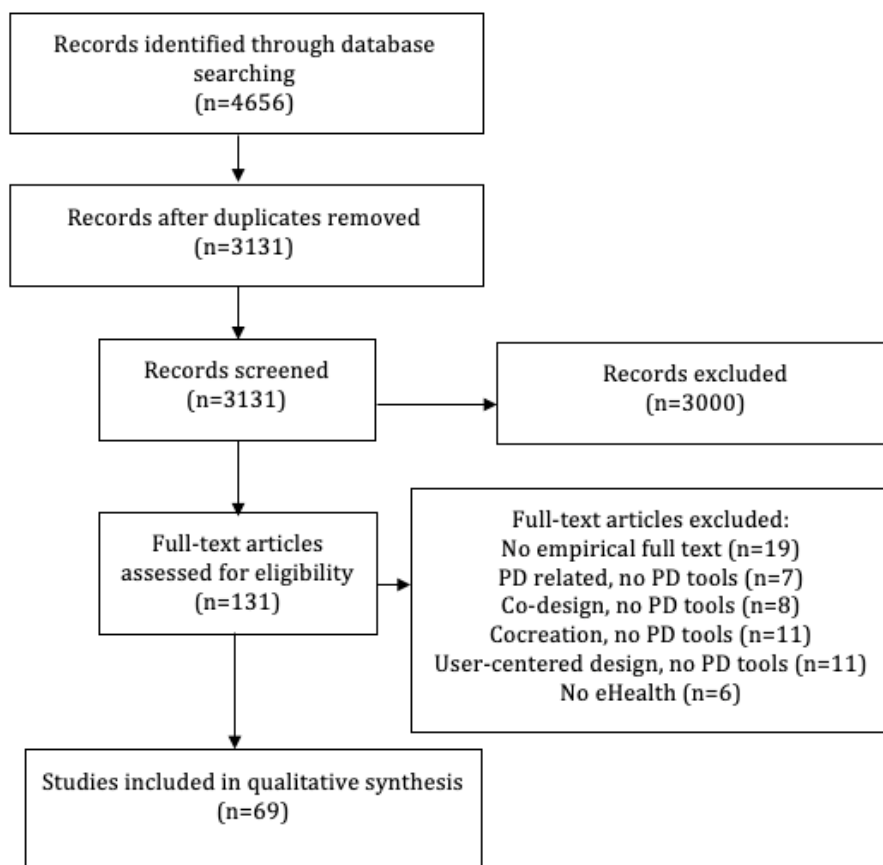 Records identified through database
searching
(n=4656)
Records after duplicates removed
(n=3131)
Records screened
(n=3131)
Records excluded
(n=3000)
Full-text articles
assessed for eligibility
(n=131)
Full-text articles excluded:
No empirical full text (n=19)
PD related, no PD tools (n=7)
Co-design, no PD tools (n=8)
Cocreation, no PD tools (n=11)
User-centered design, no PD tools (n=11)
No eHealth (n=6)
Studies included in qualitative synthesis
(n=69)